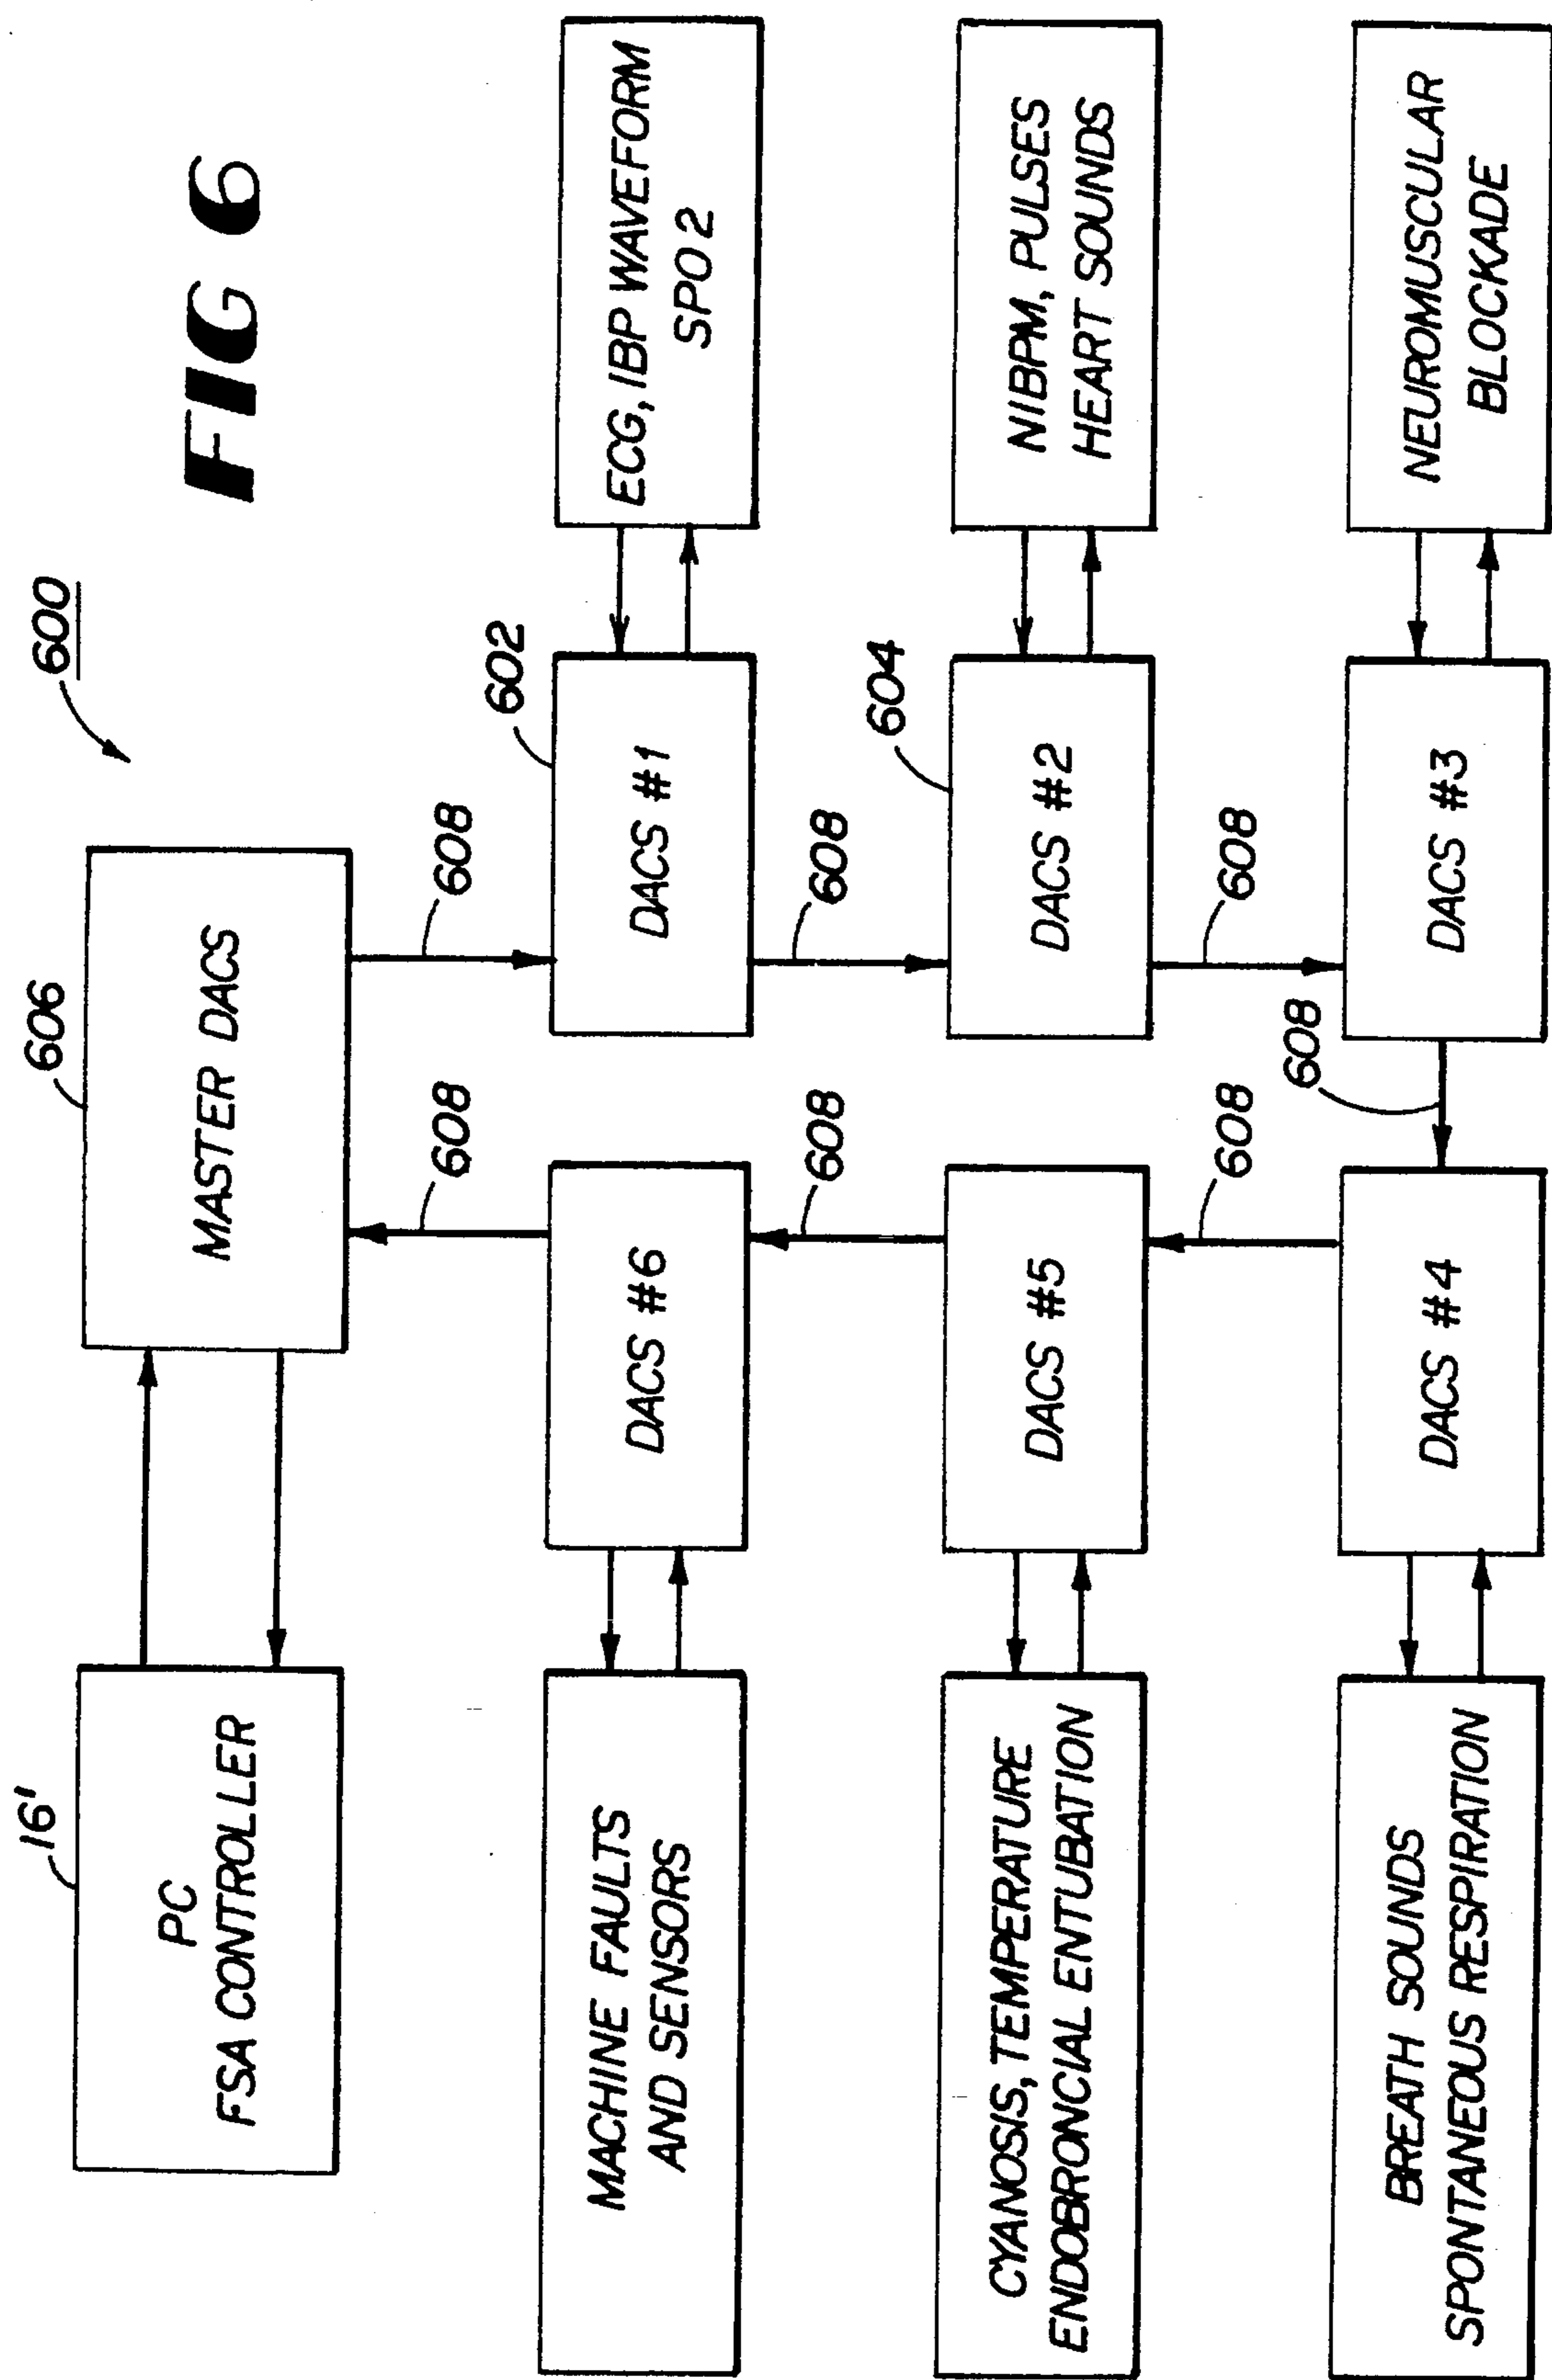 FIG 6
600
16'
606
PC
FSA CONTROLLER
MASTER DACS
608
608
602
MACHINE FAULTS
AND SENSORS
DACS #6
DACS #1
ECG, IBP WAVEFORM
SPO2
608
608
604
CYANOSIS, TEMPERATURE
ENDOBRONCIAL ENTUBATION
DACS #5
DACS #2
NIBPM, PULSES
HEART SOUNDS
608
608
608
BREATH SOUNDS
SPONTANEOUS RESPIRATION
DACS #4
DACS #3
NEUROMUSCULAR
BLOCKADE